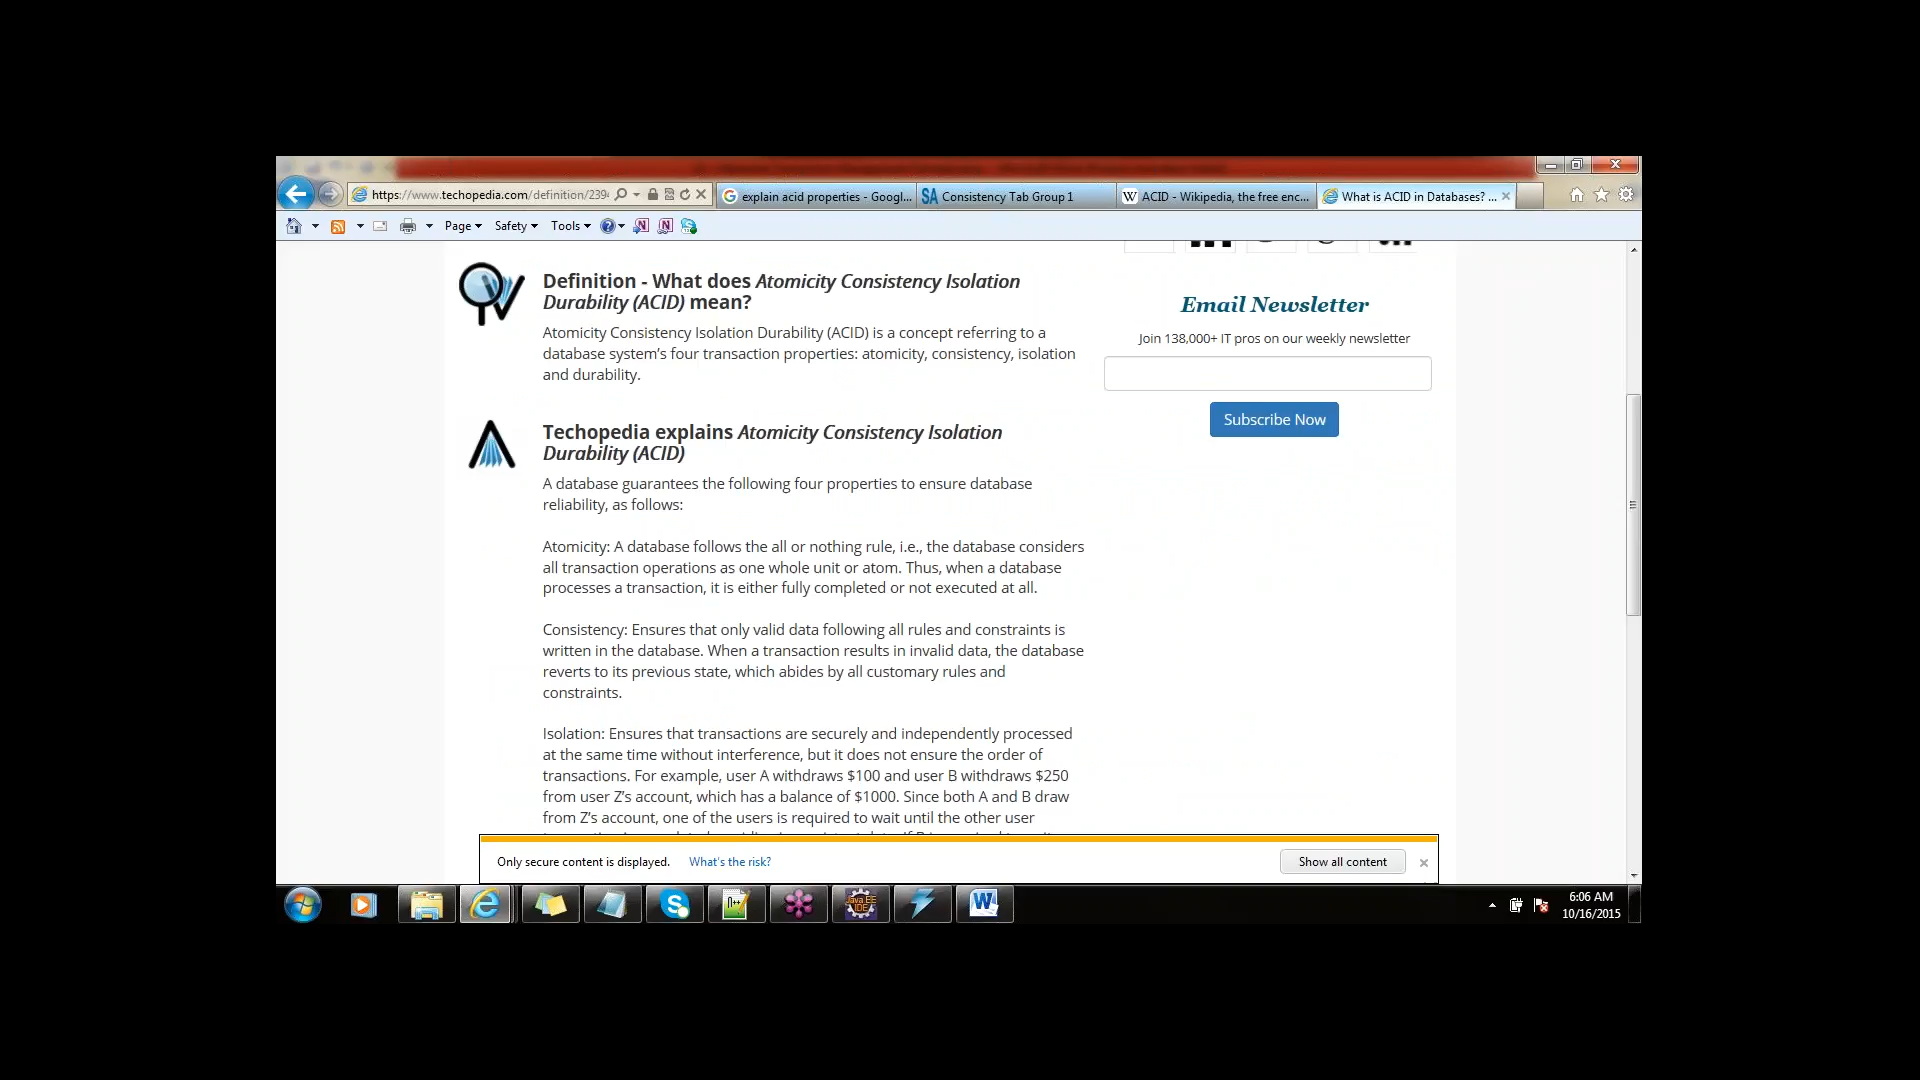 https://www.techopedia.com/definition/239
explain acid properties - Googl...
SA Consistency Tab Group 1
W ACID - Wikipedia, the free enc...
What is ACID in Databases? ...
Page
Safety
Tools
Definition - What does Atomicity Consistency Isolation
Durability (ACID) mean?
Atomicity Consistency Isolation Durability (ACID) is a concept referring to a
database system's four transaction properties: atomicity, consistency, isolation
and durability.
Email Newsletter
Join 138,000+ IT pros on our weekly newsletter
Subscribe Now
Techopedia explains Atomicity Consistency Isolation
Durability (ACID)
A database guarantees the following four properties to ensure database
reliability, as follows:
Atomicity: A database follows the all or nothing rule, i.e., the database considers
all transaction operations as one whole unit or atom. Thus, when a database
processes a transaction, it is either fully completed or not executed at all.
Consistency: Ensures that only valid data following all rules and constraints is
written in the database. When a transaction results in invalid data, the database
reverts to its previous state, which abides by all customary rules and
constraints.
Isolation: Ensures that transactions are securely and independently processed
at the same time without interference, but it does not ensure the order of
transactions. For example, user A withdraws $100 and user B withdraws $250
from user Z's account, which has a balance of $1000. Since both A and B draw
from Z's account, one of the users is required to wait until the other user
Only secure content is displayed.
What's the risk?
Show all content
Java EE
IDE
6:06 AM
10/16/2015